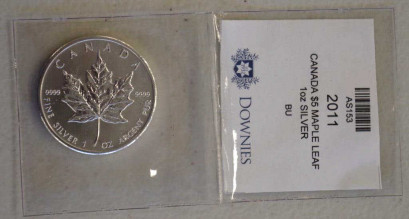 CANADA
9999 9999
FINE SILVER 1 OZ ARGENT PUR
DOWNIES
AS153
2011
CANADA $5 MAPLE LEAF
1oz SILVER
BU